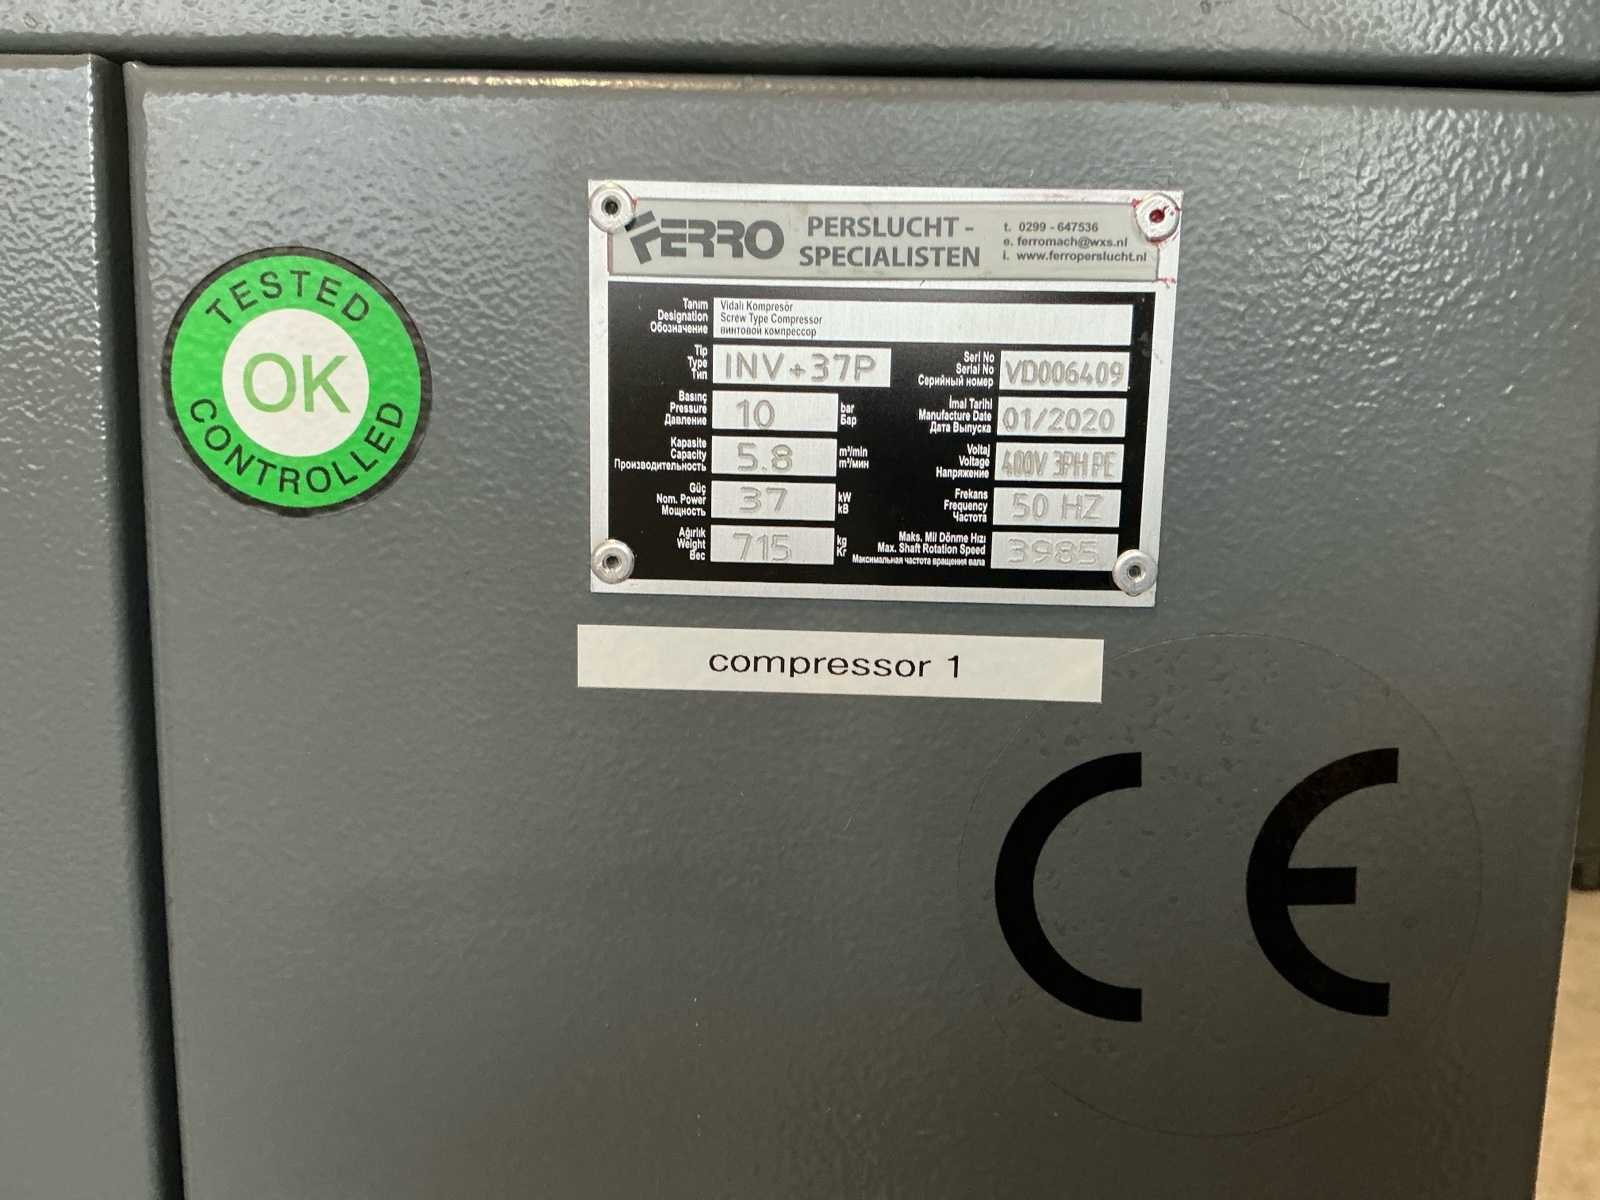 FERRO
PERSLUCHT -
SPECIALISTEN
t. 0299 - 647536
e. ferromach@wxs.nl
i. www.ferroperslucht.nl
Tanım
Designation
Обозначение
Vidalı Kompresör
Screw Type Compressor
винтовой компрессор
Tip
Type
Тип
INV+37P
Seri No
Serial No
Серийный номер
VD006409
Basınç
Pressure
Давление
10
bar
Бар
İmal Tarihi
Manufacture Date
Дата Выпуска
01/2020
Kapasite
Capacity
Производительность
5.8
m³/min
m³/мин
Voltaj
Voltage
Напряжение
400V 3PH PE
Güç
Nom. Power
Мощность
37
kW
kB
Frekans
Frequency
Частота
50 HZ
Ağırlık
Weight
Вес
715
kg
Kг
Maks. Mil Dönme Hızı
Max. Shaft Rotation Speed
Максимальная частота вращения вала
3985
TESTED
OK
CONTROLLED
compressor 1
CE